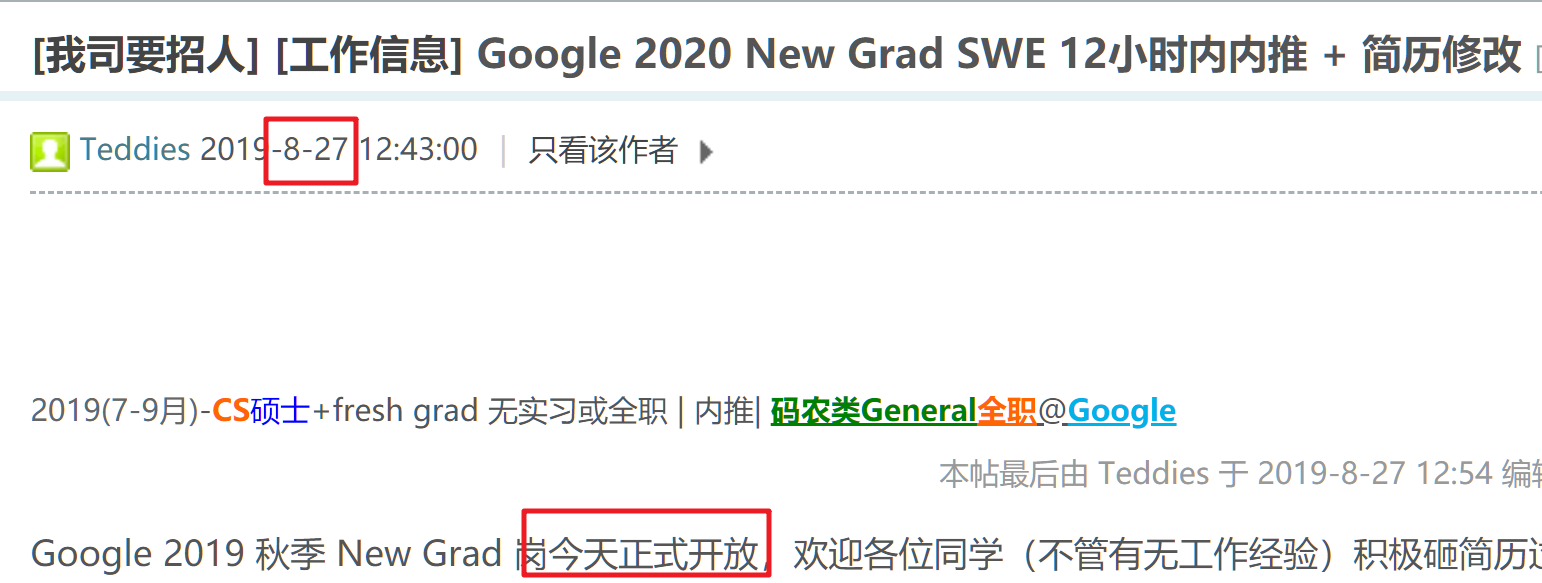 [我司要招人] [工作信息] Google 2020 New Grad SWE 12小时内内推 + 简历修改
Teddies 2019-8-27 12:43:00 | 只看该作者
2019(7-9月)-CS硕士+fresh grad 无实习或全职 | 内推| 码农类General全职@Google
本帖最后由 Teddies 于 2019-8-27 12:54 编辑
Google 2019 秋季 New Grad 岗今天正式开放，欢迎各位同学（不管有无工作经验）积极砸简历